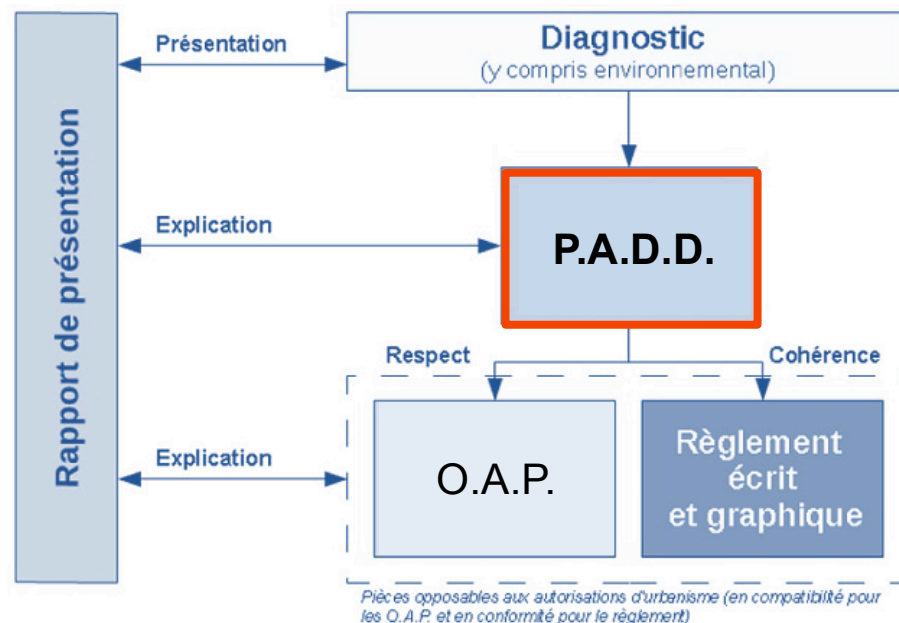 Rapport de présentation
Présentation
Diagnostic
(y compris environnemental)
Explication
P.A.D.D.
Respect
Cohérence
Explication
O.A.P.
Règlement
écrit
et graphique
Pièces opposables aux autorisations d'urbanisme (en compatibilité pour
les O.A.P. et en conformité pour le règlement)